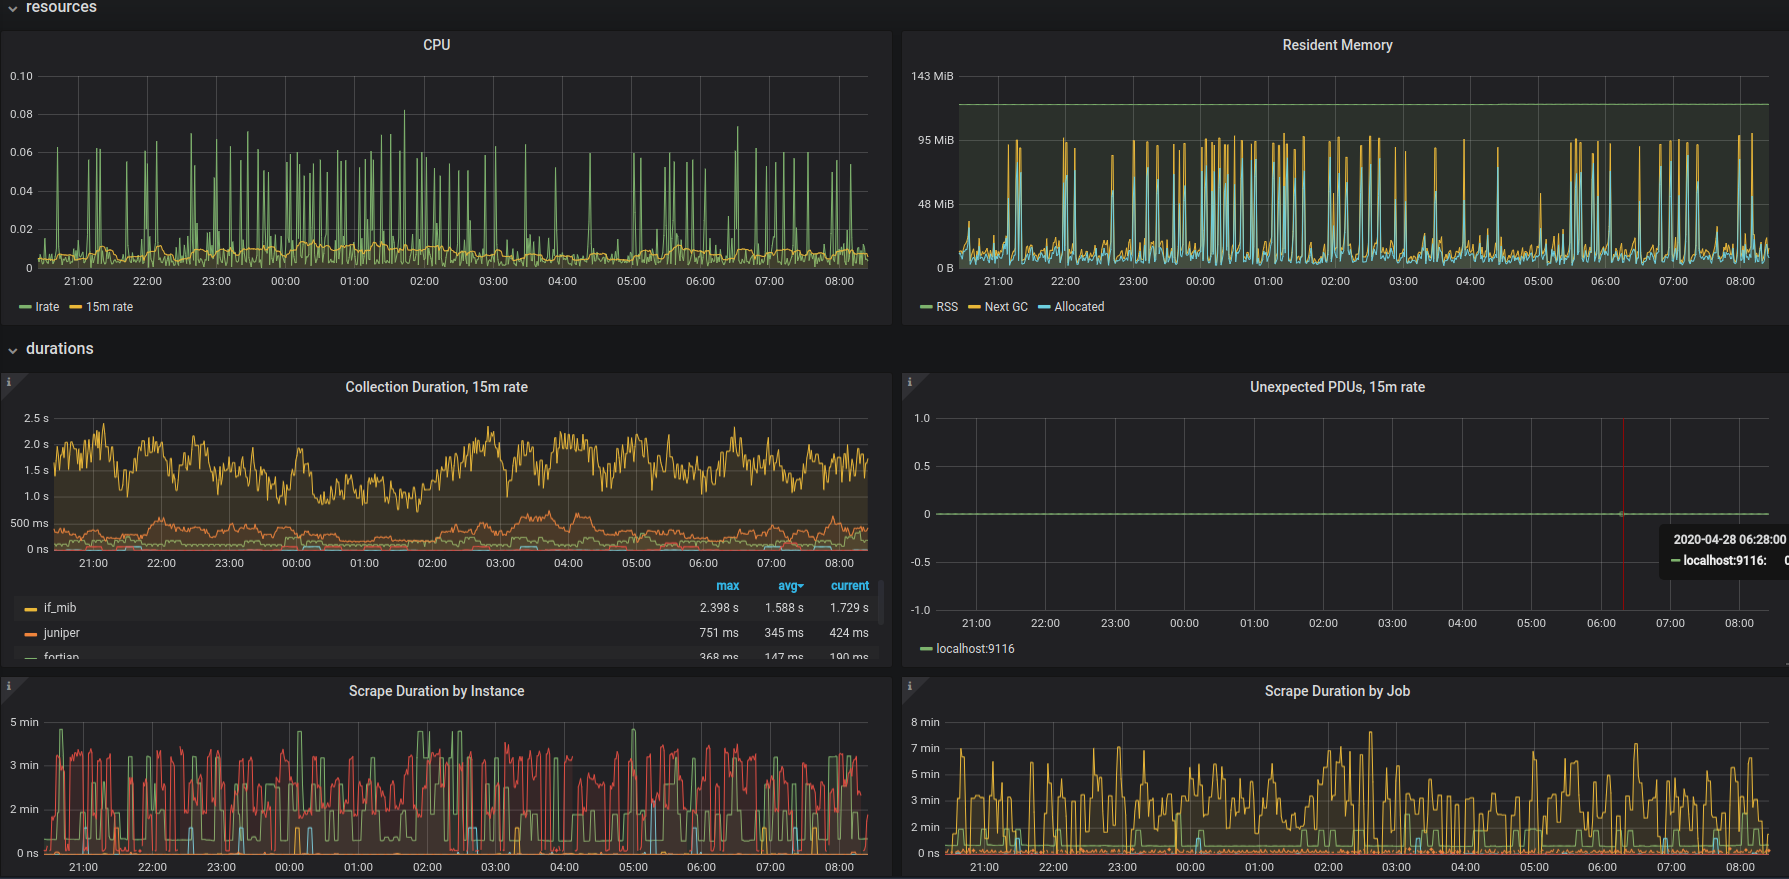 resources
CPU
0.10
0.08
0.06
0.04
0.02
0
21:00 22:00 23:00 00:00 01:00 02:00 03:00 04:00 05:00 06:00 07:00 08:00
Irate 15m rate
Resident Memory
143 MiB
95 MiB
48 MiB
0 B
21:00 22:00 23:00 00:00 01:00 02:00 03:00 04:00 05:00 06:00 07:00 08:00
RSS Next GC Allocated
durations
i
Collection Duration, 15m rate
2.5 s
2.0 s
1.5 s
1.0 s
500 ms
0 ns
21:00 22:00 23:00 00:00 01:00 02:00 03:00 04:00 05:00 06:00 07:00 08:00
max avg current
if_mib 2.398 s 1.588 s 1.729 s
juniper 751 ms 345 ms 424 ms
fortiap 368 ms 147 ms 190 ms
i
Unexpected PDUs, 15m rate
1.0
0.5
0
-0.5
-1.0
2020-04-28 06:28:00
localhost:9116: 0
21:00 22:00 23:00 00:00 01:00 02:00 03:00 04:00 05:00 06:00 07:00 08:00
localhost:9116
i
Scrape Duration by Instance
5 min
3 min
2 min
0 ns
21:00 22:00 23:00 00:00 01:00 02:00 03:00 04:00 05:00 06:00 07:00 08:00
i
Scrape Duration by Job
8 min
7 min
5 min
3 min
2 min
0 ns
21:00 22:00 23:00 00:00 01:00 02:00 03:00 04:00 05:00 06:00 07:00 08:00